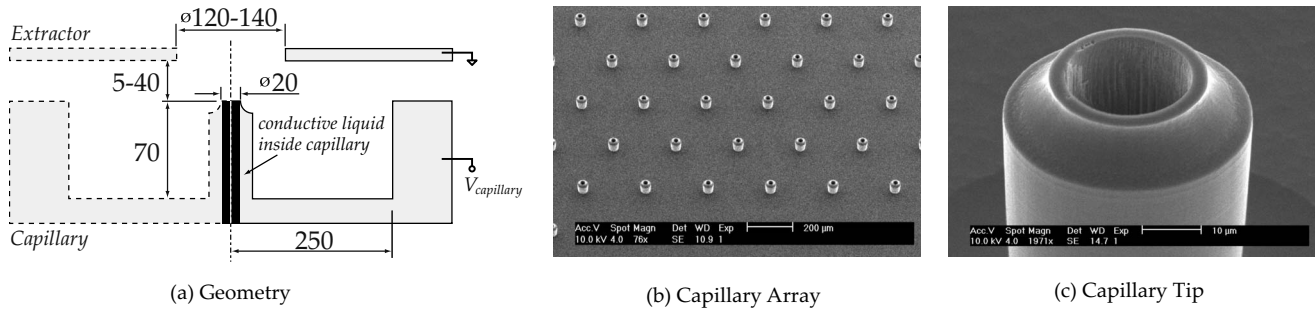 ø120-140
Extractor
5-40
ø20
conductive liquid
inside capillary
70
Vcapillary
Capillary
250
(a) Geometry
Acc.V Spot Magn Det WD Exp 200 µm
10.0 kV 4.0 76x SE 10.9 1
(b) Capillary Array
Acc.V Spot Magn Det WD Exp 10 µm
10.0 kV 4.0 1971x SE 14.7 1
(c) Capillary Tip